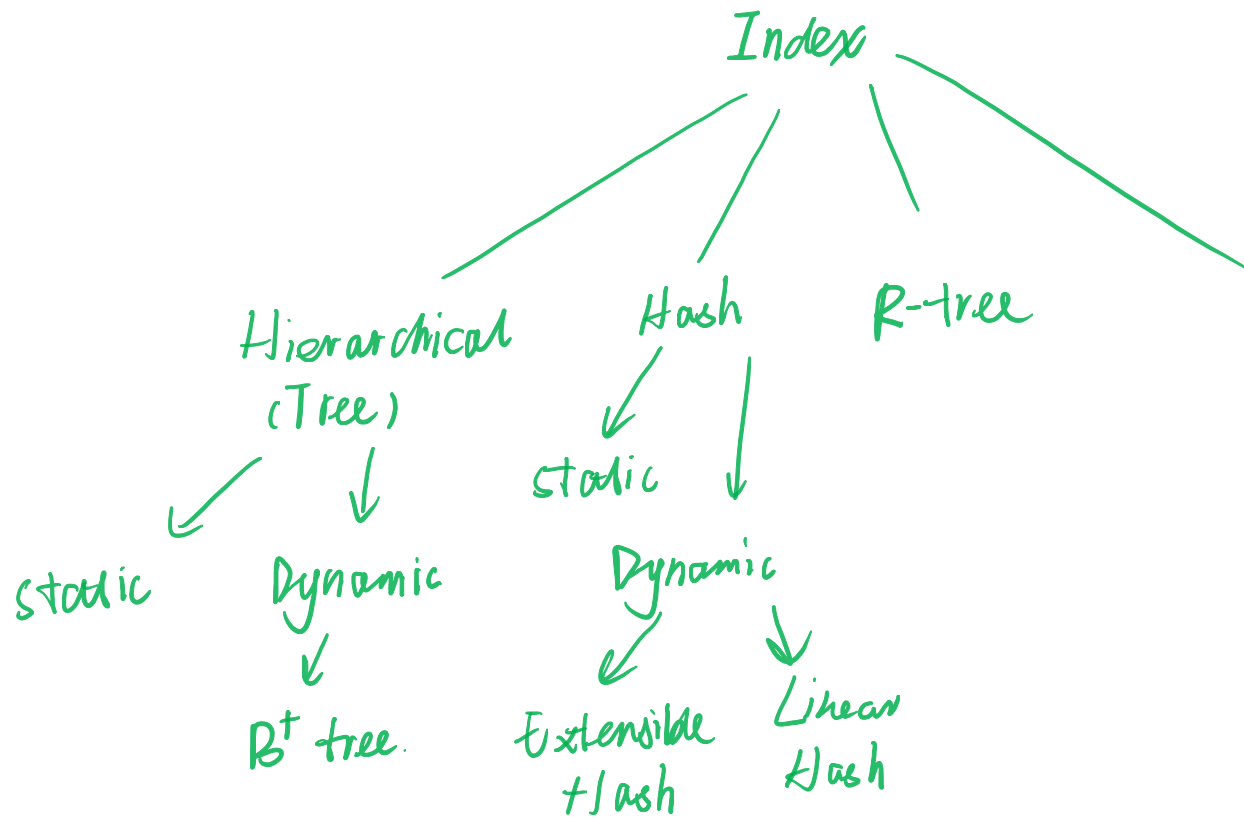 Index
Hierarchical
(Tree)
Hash
R-tree
static
Dynamic
static
Dynamic
B+ tree
Extensible
Hash
Linear
Hash